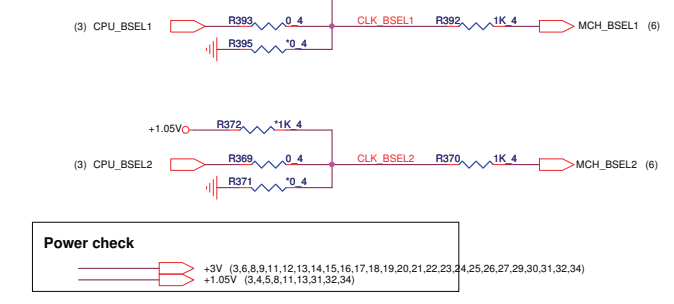 R393 0_4 CLK_BSEL1 R392 1K_4
(3) CPU_BSEL1 MCH_BSEL1 (6)
R395 *0_4
R372 *1K_4
+1.05V
R369 0_4 CLK_BSEL2 R370 1K_4
(3) CPU_BSEL2 MCH_BSEL2 (6)
R371 *0_4
Power check
+3V (3,6,8,9,11,12,13,14,15,16,17,18,19,20,21,22,23,24,25,26,27,29,30,31,32,34)
+1.05V (3,4,5,8,11,13,31,32,34)